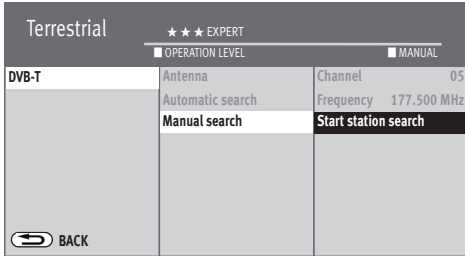 Terrestrial
★ ★ ★ EXPERT
OPERATION LEVEL
MANUAL
DVB-T
Antenna
Channel 05
Automatic search
Frequency 177.500 MHz
Manual search
Start station search
BACK